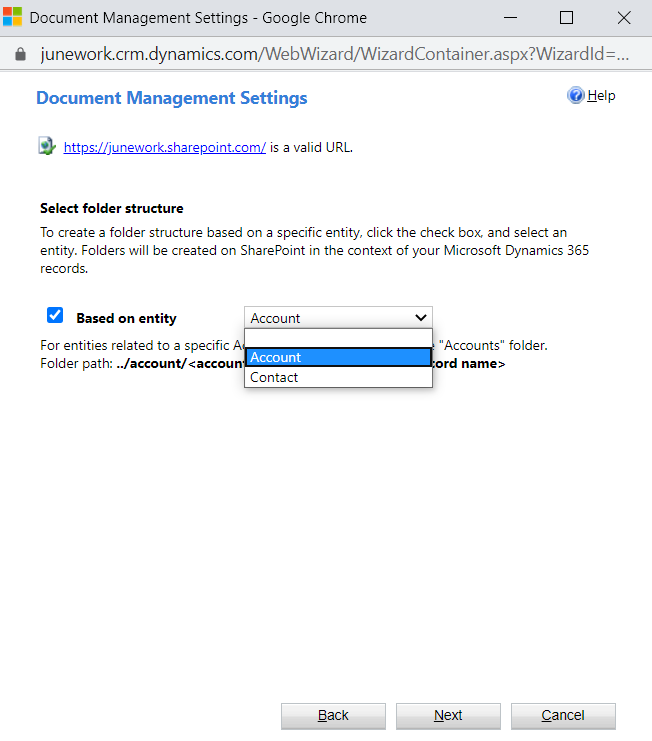 Document Management Settings - Google Chrome
junework.crm.dynamics.com/WebWizard/WizardContainer.aspx?WizardId=...
Document Management Settings
Help
https://junework.sharepoint.com/ is a valid URL.
Select folder structure
To create a folder structure based on a specific entity, click the check box, and select an
entity. Folders will be created on SharePoint in the context of your Microsoft Dynamics 365
records.
Based on entity
Account
Account
Contact
For entities related to a specific "Accounts" folder.
Folder path: ../account/<accoun name>
Back
Next
Cancel